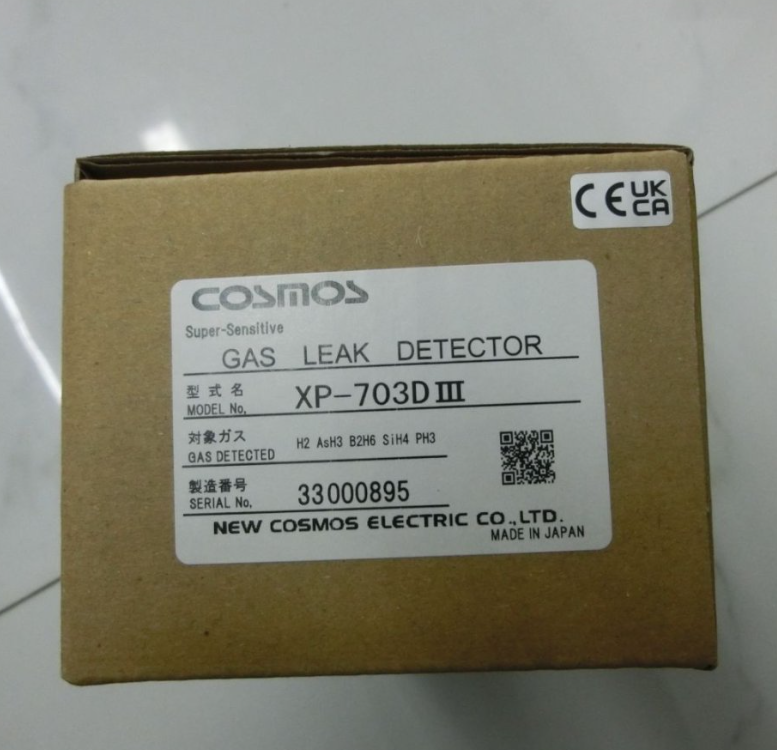 CE UK
CA
COSMOS
Super-Sensitive
GAS LEAK DETECTOR
型式名
MODEL No. XP-703DⅢ
対象ガス
GAS DETECTED H2 AsH3 B2H6 SiH4 PH3
製造番号
SERIAL No. 33000895
NEW COSMOS ELECTRIC CO.,LTD.
MADE IN JAPAN